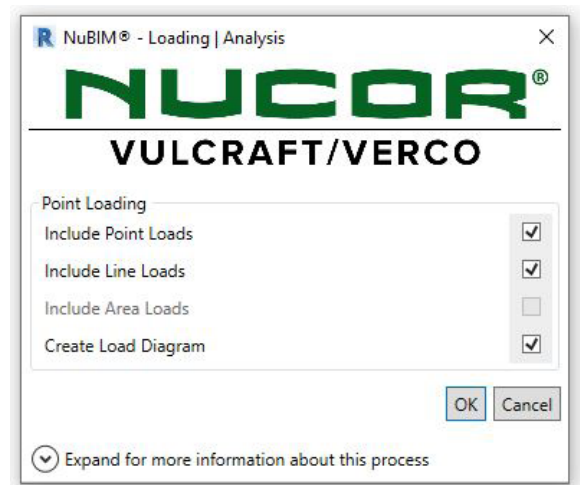 R NuBIM® - Loading | Analysis
NUCOR®
VULCRAFT/VERCO
Point Loading
Include Point Loads
Include Line Loads
Include Area Loads
Create Load Diagram
OK Cancel
Expand for more information about this process